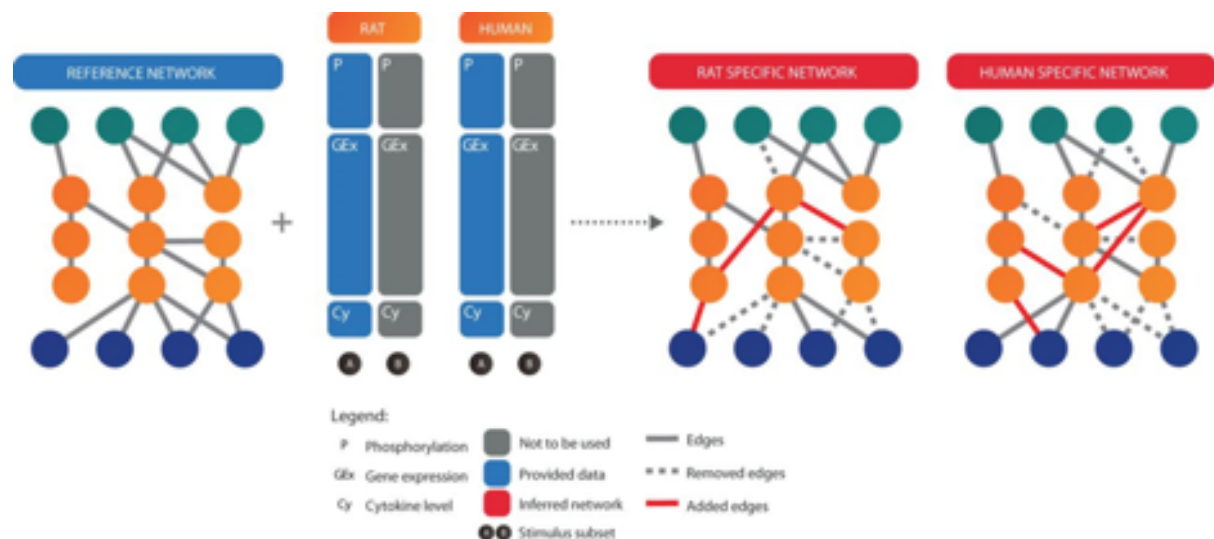 RAT HUMAN
REFERENCE NETWORK P P P P RAT SPECIFIC NETWORK HUMAN SPECIFIC NETWORK
GEx GEx GEx GEx
+
Cy Cy Cy Cy
A B A B
Legend:
P Phosphorylation Not to be used Edges
GEx Gene expression Provided data Removed edges
Cy Cytokine level Inferred network Added edges
Stimulus subset